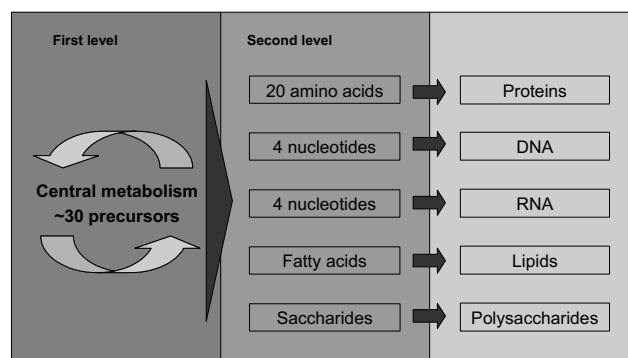 First level
Second level
20 amino acids
Proteins
4 nucleotides
DNA
Central metabolism
~30 precursors
4 nucleotides
RNA
Fatty acids
Lipids
Saccharides
Polysaccharides